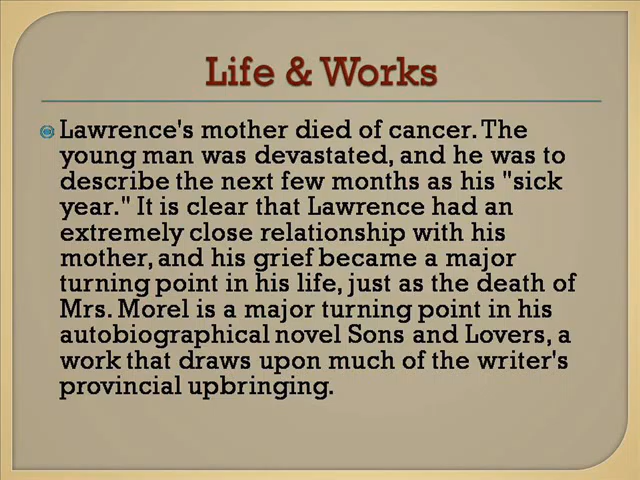 Life & Works
Lawrence's mother died of cancer. The
young man was devastated, and he was to
describe the next few months as his "sick
year." It is clear that Lawrence had an
extremely close relationship with his
mother, and his grief became a major
turning point in his life, just as the death of
Mrs. Morel is a major turning point in his
autobiographical novel Sons and Lovers, a
work that draws upon much of the writer's
provincial upbringing.